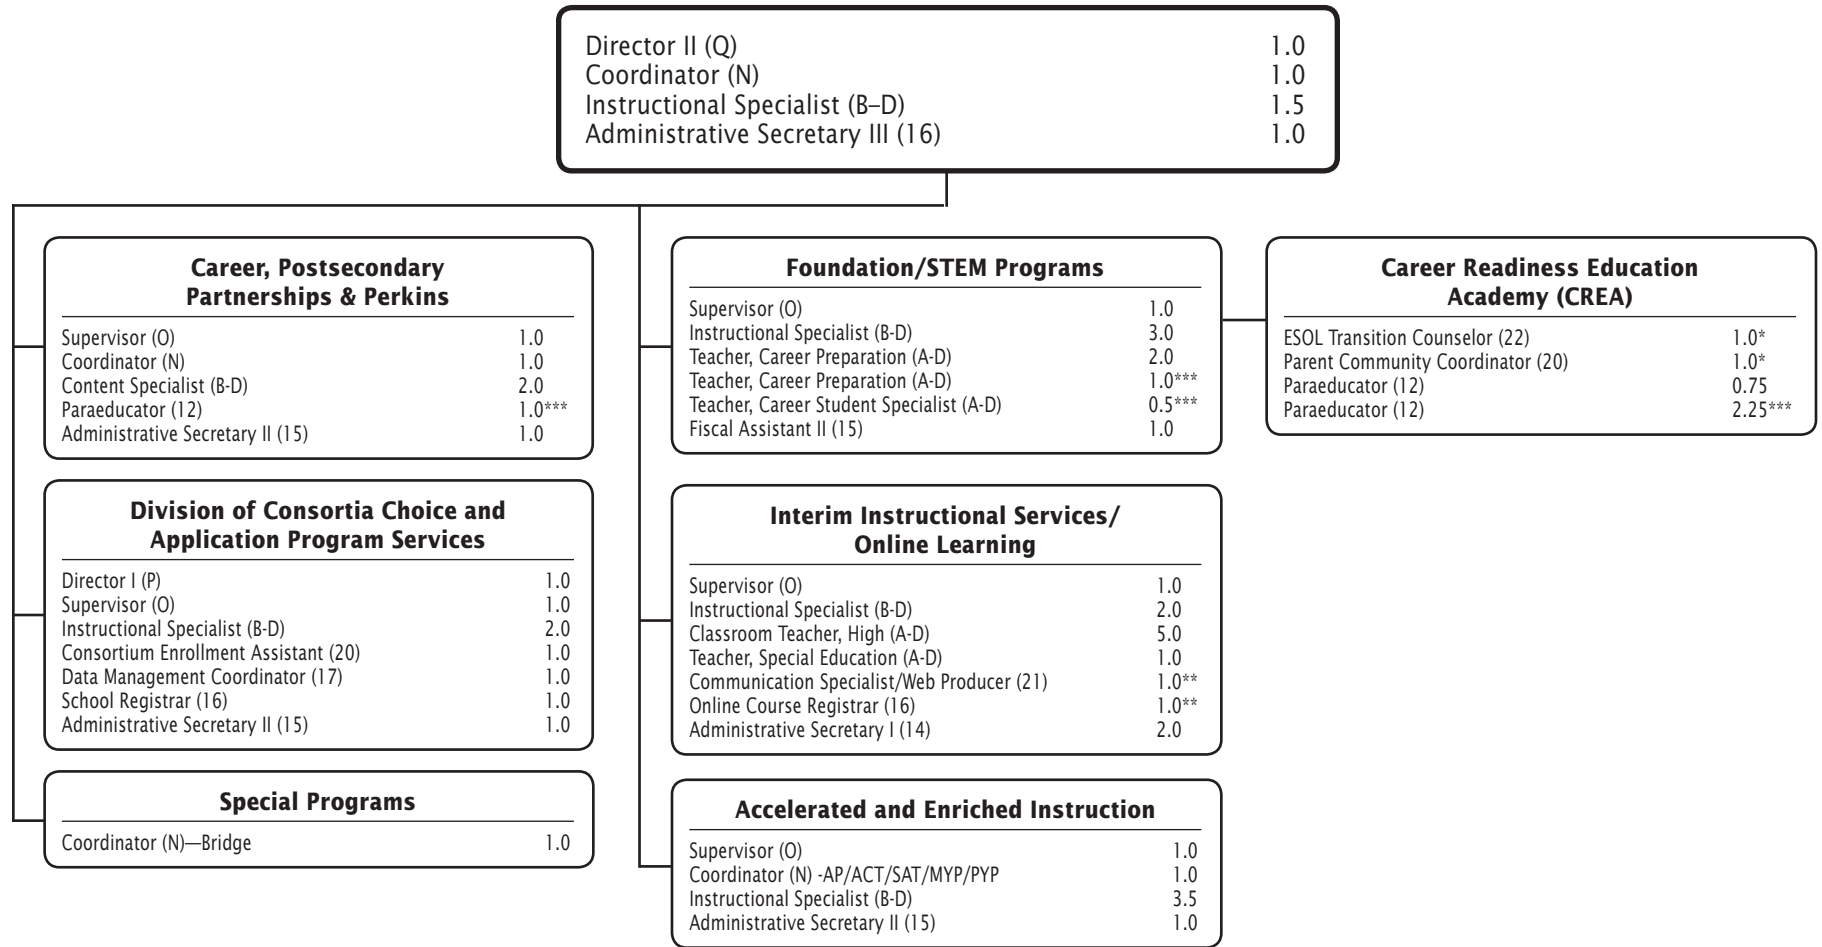 Director II (Q) 1.0
Coordinator (N) 1.0
Instructional Specialist (B–D) 1.5
Administrative Secretary III (16) 1.0
Career, Postsecondary
Partnerships & Perkins
Supervisor (O) 1.0
Coordinator (N) 1.0
Content Specialist (B-D) 2.0
Paraeducator (12) 1.0***
Administrative Secretary II (15) 1.0
Division of Consortia Choice and
Application Program Services
Director I (P) 1.0
Supervisor (O) 1.0
Instructional Specialist (B-D) 2.0
Consortium Enrollment Assistant (20) 1.0
Data Management Coordinator (17) 1.0
School Registrar (16) 1.0
Administrative Secretary II (15) 1.0
Special Programs
Coordinator (N)—Bridge 1.0
Foundation/STEM Programs
Supervisor (O) 1.0
Instructional Specialist (B-D) 3.0
Teacher, Career Preparation (A-D) 2.0
Teacher, Career Preparation (A-D) 1.0***
Teacher, Career Student Specialist (A-D) 0.5***
Fiscal Assistant II (15) 1.0
Interim Instructional Services/
Online Learning
Supervisor (O) 1.0
Instructional Specialist (B-D) 2.0
Classroom Teacher, High (A-D) 5.0
Teacher, Special Education (A-D) 1.0
Communication Specialist/Web Producer (21) 1.0**
Online Course Registrar (16) 1.0**
Administrative Secretary I (14) 2.0
Accelerated and Enriched Instruction
Supervisor (O) 1.0
Coordinator (N) -AP/ACT/SAT/MYP/PYP 1.0
Instructional Specialist (B-D) 3.5
Administrative Secretary II (15) 1.0
Career Readiness Education
Academy (CREA)
ESOL Transition Counselor (22) 1.0*
Parent Community Coordinator (20) 1.0*
Paraeducator (12) 0.75
Paraeducator (12) 2.25***